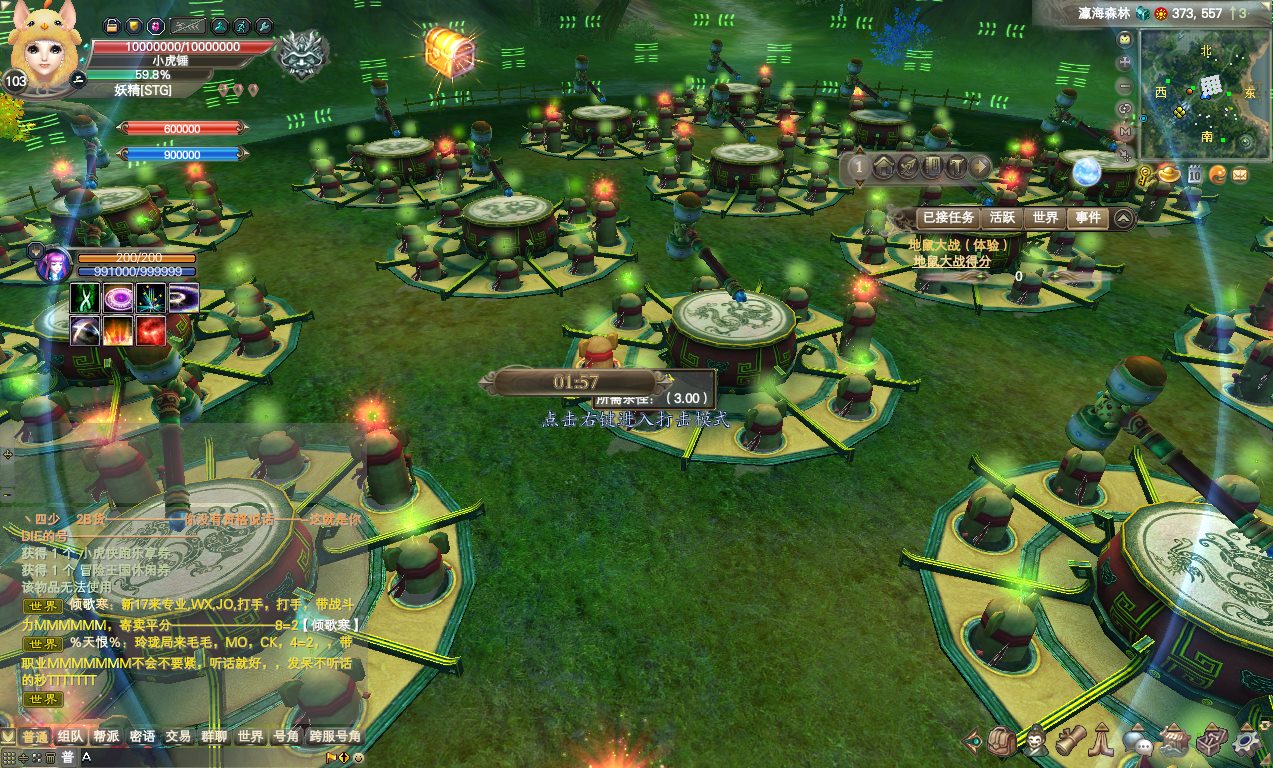 瀛海森林 373, 557 ↑3
北
西 东
南
10000000/10000000
小虎锤
103
59.8%
妖精[STG]
600000
900000
1
M
10
已接任务 活跃 世界 事件
地鼠大战（体验）
地鼠大战得分
0
200/200
991000/999999
01:57
（3.00）
点击右键进入打击模式
获得 1 个 小虎快跑乐享券
获得 1 个 冒险王国休闲券
该物品无法使用
世界 倾歌寒：新17来专业,WX,JO,打手，打手，带战斗
力MMMMMM，寄卖平分————————8=2【倾歌寒】
世界 %天恨%：玲珑局来毛毛，MO，CK，4=2，，带
职业MMMMMMM不会不要紧，听话就好，，发呆不听话
的秒TTTTTTT
世界
普通 组队 帮派 密语 交易 群聊 世界 号角 跨服号角
普 A